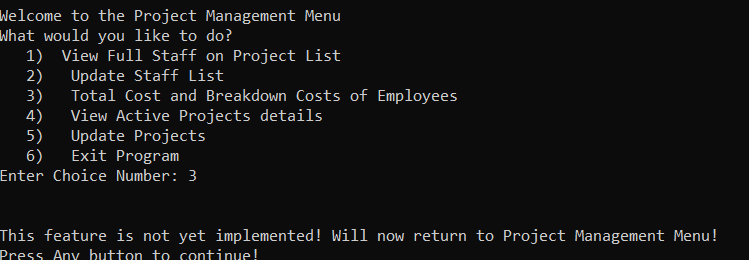 Welcome to the Project Management Menu
What would you like to do?
1) View Full Staff on Project List
2) Update Staff List
3) Total Cost and Breakdown Costs of Employees
4) View Active Projects details
5) Update Projects
6) Exit Program
Enter Choice Number: 3
This feature is not yet implemented! Will now return to Project Management Menu!
Press Any button to continue!